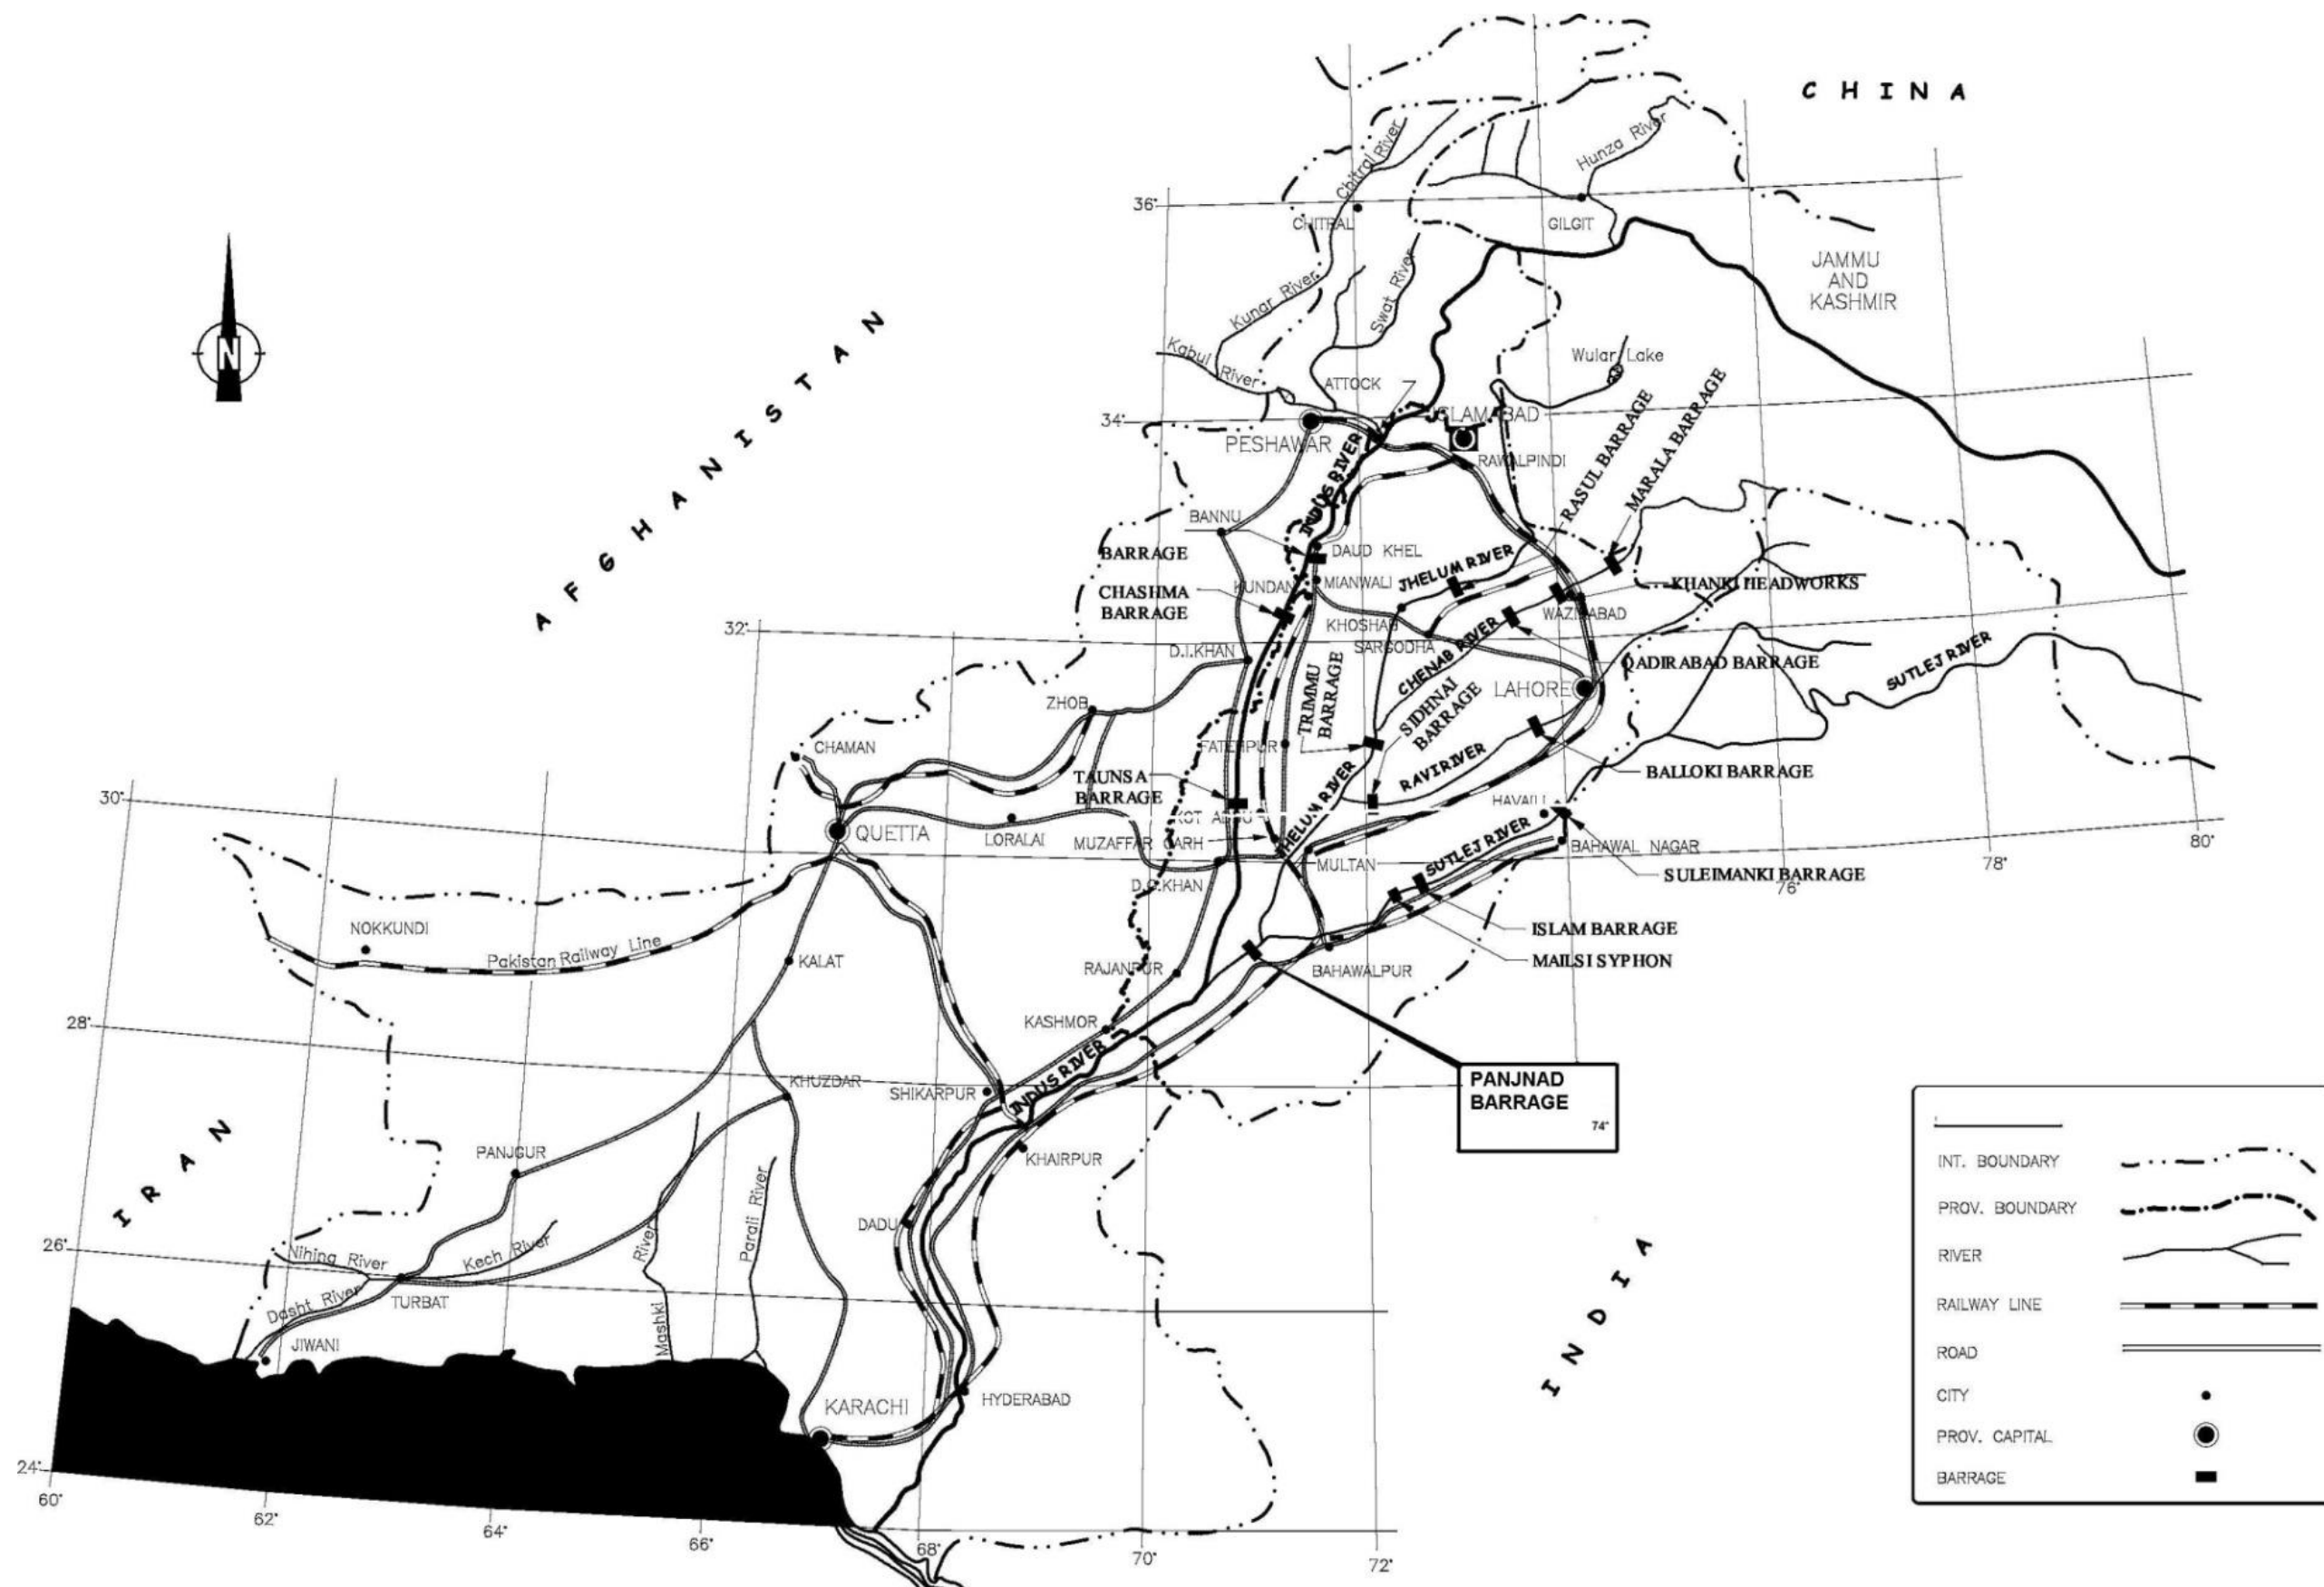 CHINA
Hunza River
Chitral River
36°
CHITRAL
GILGIT
JAMMU
AND
KASHMIR
Kunar River
Swat River
AFGHANISTAN
N
Kabul River
Wular Lake
ATTOCK
34°
ISLAMABAD
PESHAWAR
RAWALPINDI
INDUS RIVER
RASUL BARRAGE
MARALA BARRAGE
BANNU
BARRAGE
DAUD KHEL
CHASHMA
BARRAGE
KUNDAN
MIANWALI
JHELUM RIVER
KHANKI HEADWORKS
WAZIRABAD
32°
KHOSHAB
SARGODHA
D.I.KHAN
CHENAB RIVER
QADIRABAD BARRAGE
SUTLEJ RIVER
LAHORE
TRIMMU
BARRAGE
SIDHNAI
BARRAGE
ZHOB
CHAMAN
FATEHPUR
RAVI RIVER
BALLOKI BARRAGE
TAUNSA
BARRAGE
30°
QUETTA
LORALAI
KOT ADDU
MUZAFFAR GARH
JHELUM RIVER
HAVAILI
80°
78°
76°
MULTAN
SUTLEJ RIVER
BAHAWAL NAGAR
SULEIMANKI BARRAGE
D.G.KHAN
NOKKUNDI
Pakistan Railway Line
KALAT
ISLAM BARRAGE
MAILSI SYPHON
RAJANPUR
BAHAWALPUR
28°
KASHMOR
INDUS RIVER
KHUZDAR
SHIKARPUR
PANJNAD
BARRAGE
74°
IRAN
PANJGUR
KHAIRPUR
DADU
26°
Nihing River
Kech River
Mashki River
Parali River
Dasht River
TURBAT
JIWANI
INDIA
KARACHI
HYDERABAD
24°
60°
62°
64°
66°
68°
70°
72°
INT. BOUNDARY
PROV. BOUNDARY
RIVER
RAILWAY LINE
ROAD
CITY
PROV. CAPITAL
BARRAGE